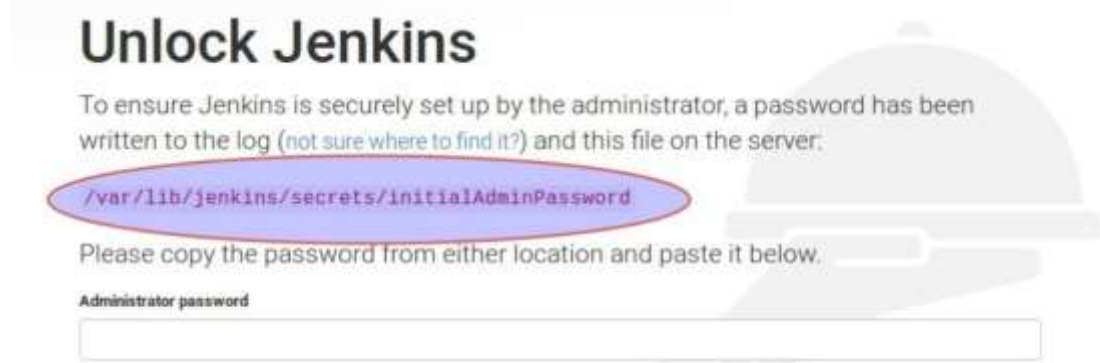 Unlock Jenkins
To ensure Jenkins is securely set up by the administrator, a password has been
written to the log (not sure where to find it?) and this file on the server:
/var/lib/jenkins/secrets/initialAdminPassword
Please copy the password from either location and paste it below.
Administrator password